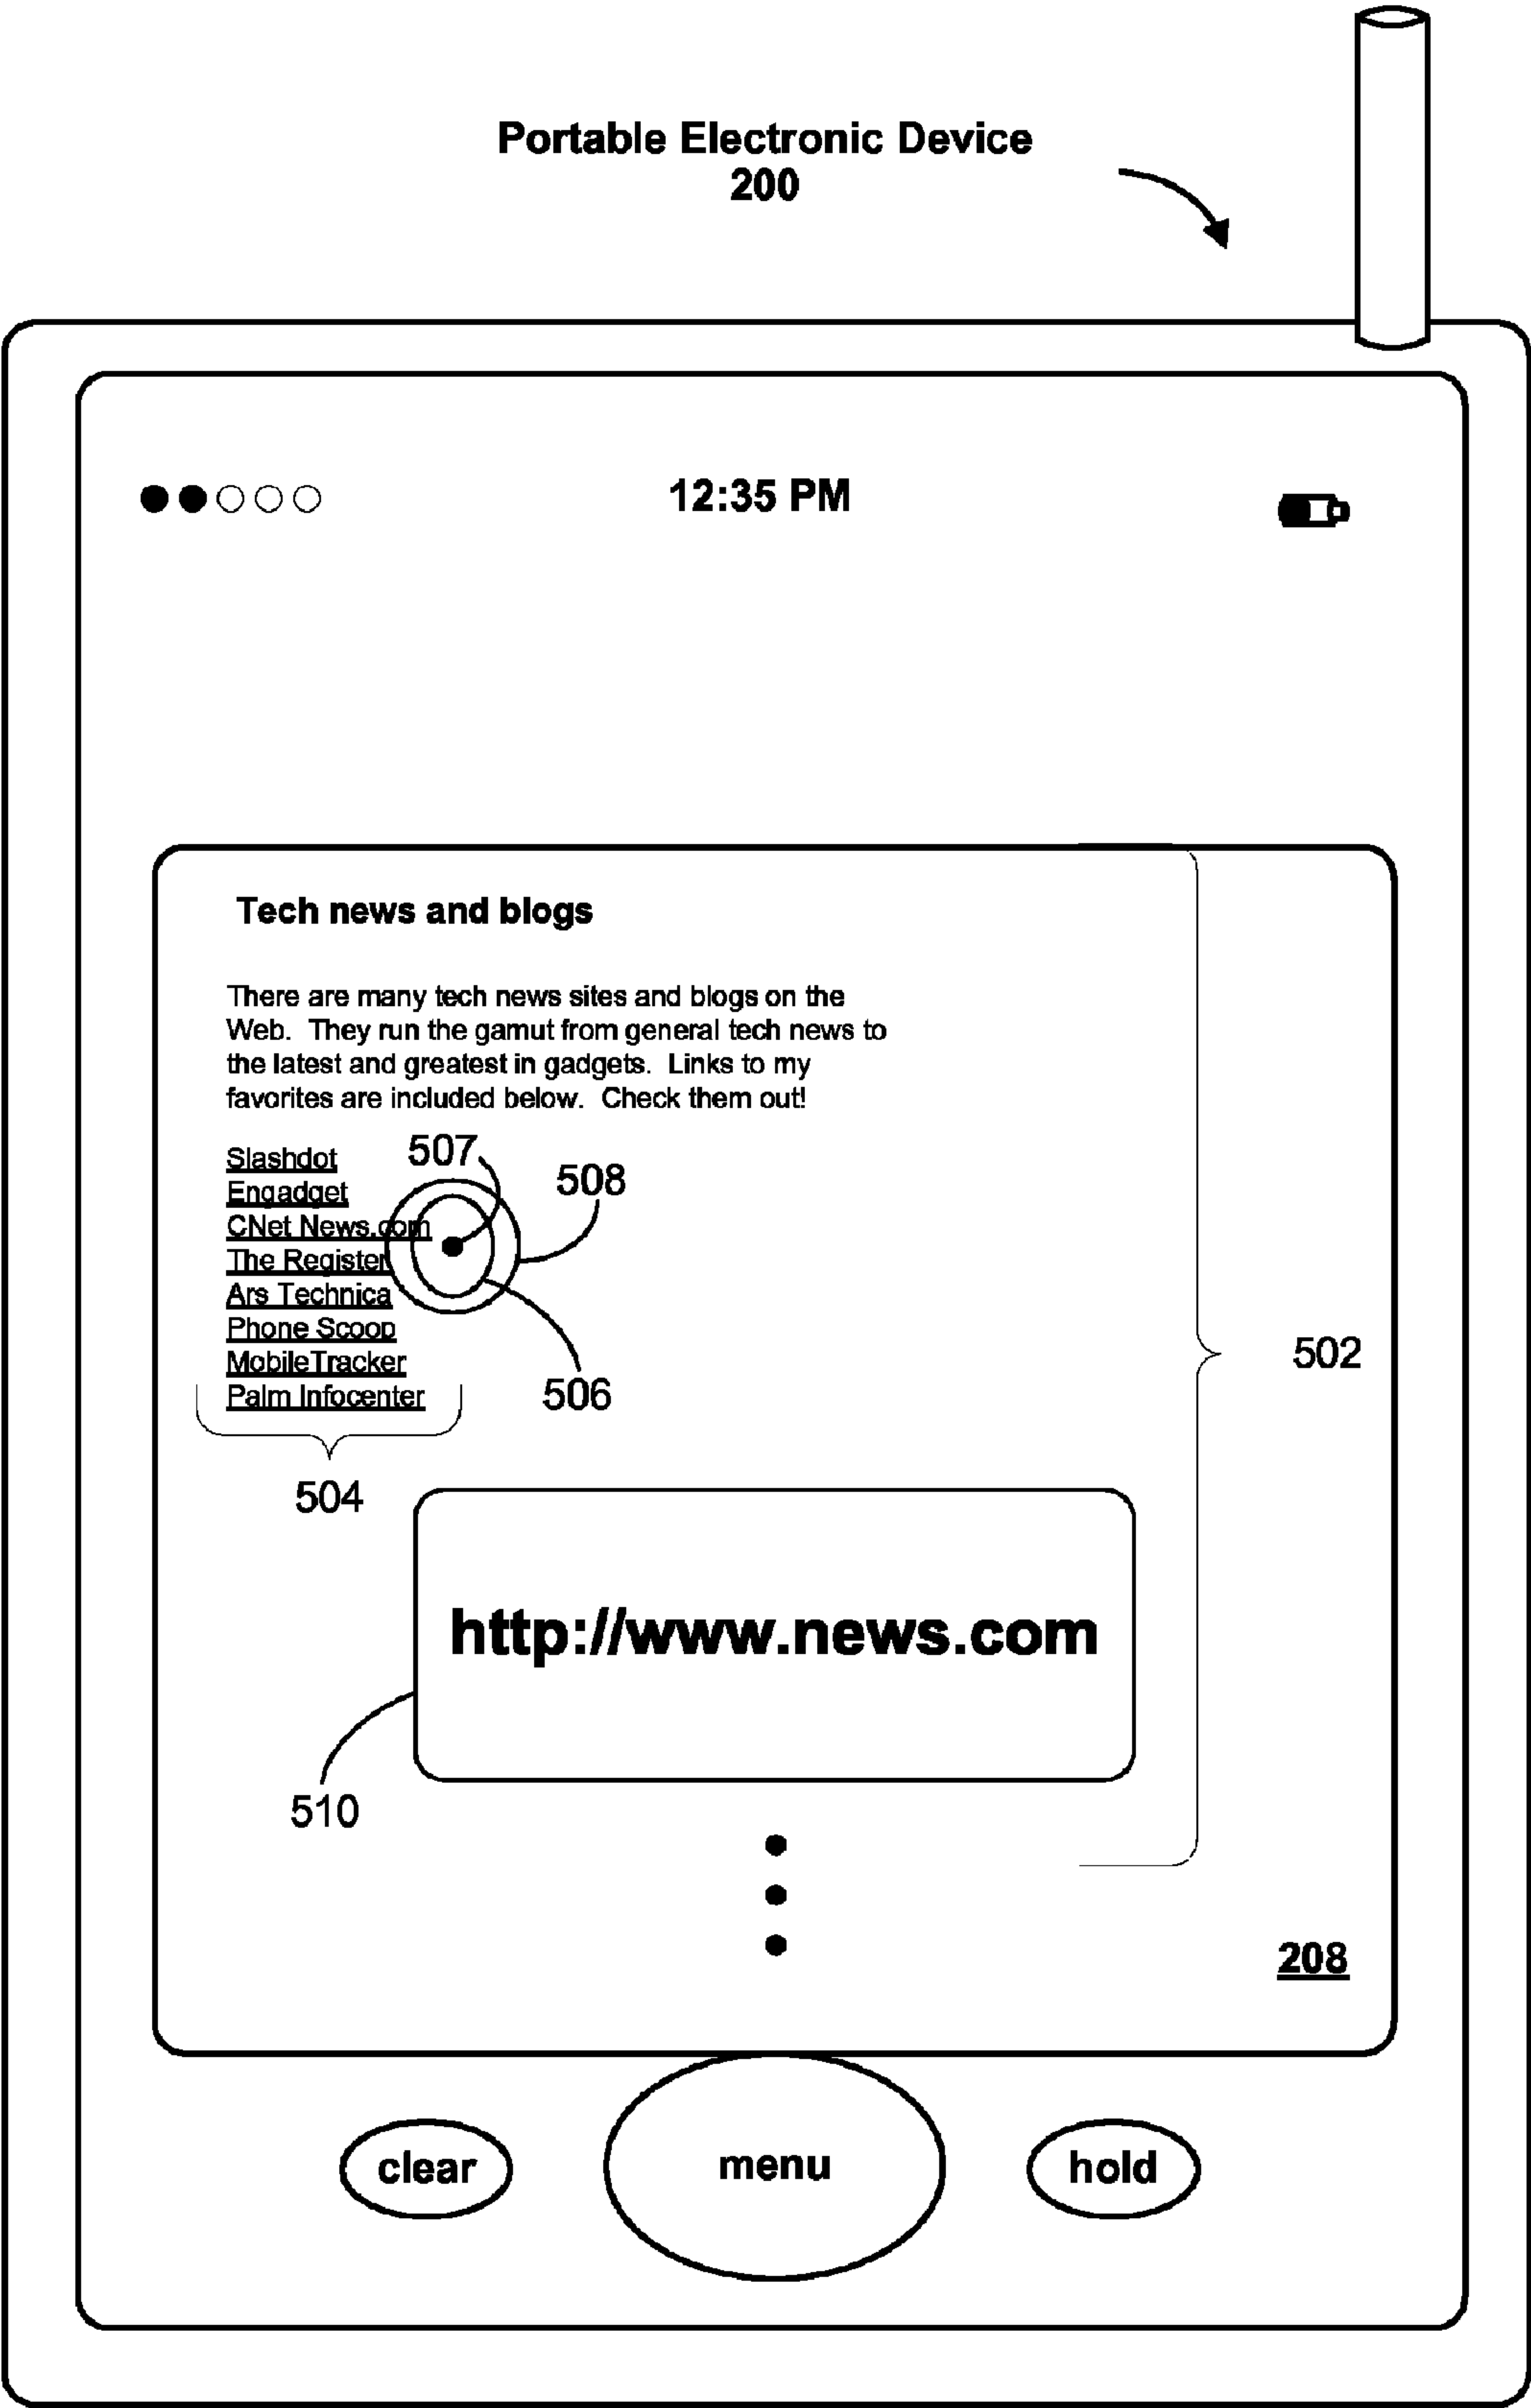 Portable Electronic Device
200
12:35 PM
Tech news and blogs
There are many tech news sites and blogs on the
Web. They run the gamut from general tech news to
the latest and greatest in gadgets. Links to my
favorites are included below. Check them out!
Slashdot
507
508
Engadget
CNet News.com
The Register
Ars Technica
Phone Scoop
502
MobileTracker
Palm Infocenter
506
504
http://www.news.com
510
208
clear
menu
hold